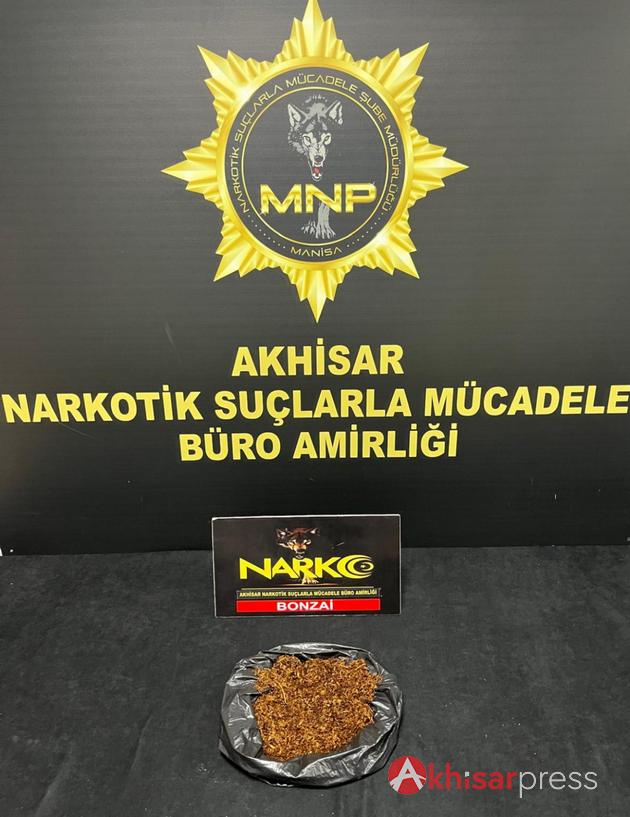 NARKOTİK SUÇLARLA MÜCADELE ŞUBE MÜDÜRLÜĞÜ
MNP
MANİSA
AKHİSAR
NARKOTİK SUÇLARLA MÜCADELE
BÜRO AMİRLİĞİ
NARKO
AKHİSAR NARKOTİK SUÇLARLA MÜCADELE BÜRO AMİRLİĞİ
BONZAİ
Akhisarpress